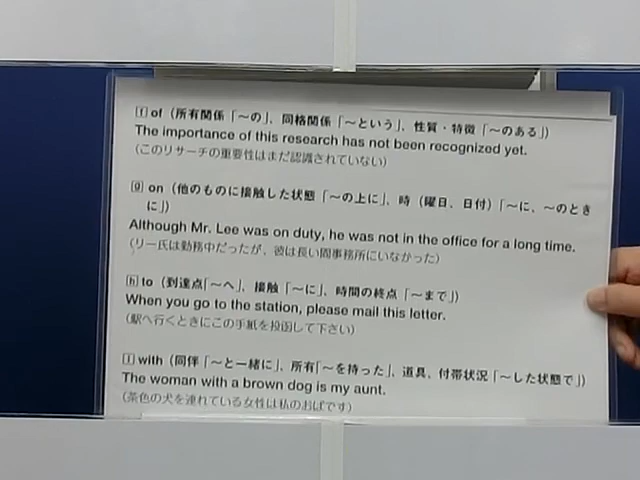 [f] of（所有関係「～の」、同格関係「～という」、性質・特徴「～のある」）
The importance of this research has not been recognized yet.
（このリサーチの重要性はまだ認識されていない）
[g] on（他のものに接触した状態「～の上に」、時（曜日、日付）「～に、～のとき
に」）
Although Mr. Lee was on duty, he was not in the office for a long time.
（リー氏は勤務中だったが、彼は長い間事務所にいなかった）
[h] to（到達点「～へ」、接触「～に」、時間の終点「～まで」）
When you go to the station, please mail this letter.
（駅へ行くときにこの手紙を投函して下さい）
[i] with（同伴「～と一緒に」、所有「～を持った」、道具、付帯状況「～した状態で」）
The woman with a brown dog is my aunt.
（茶色の犬を連れている女性は私のおばです）